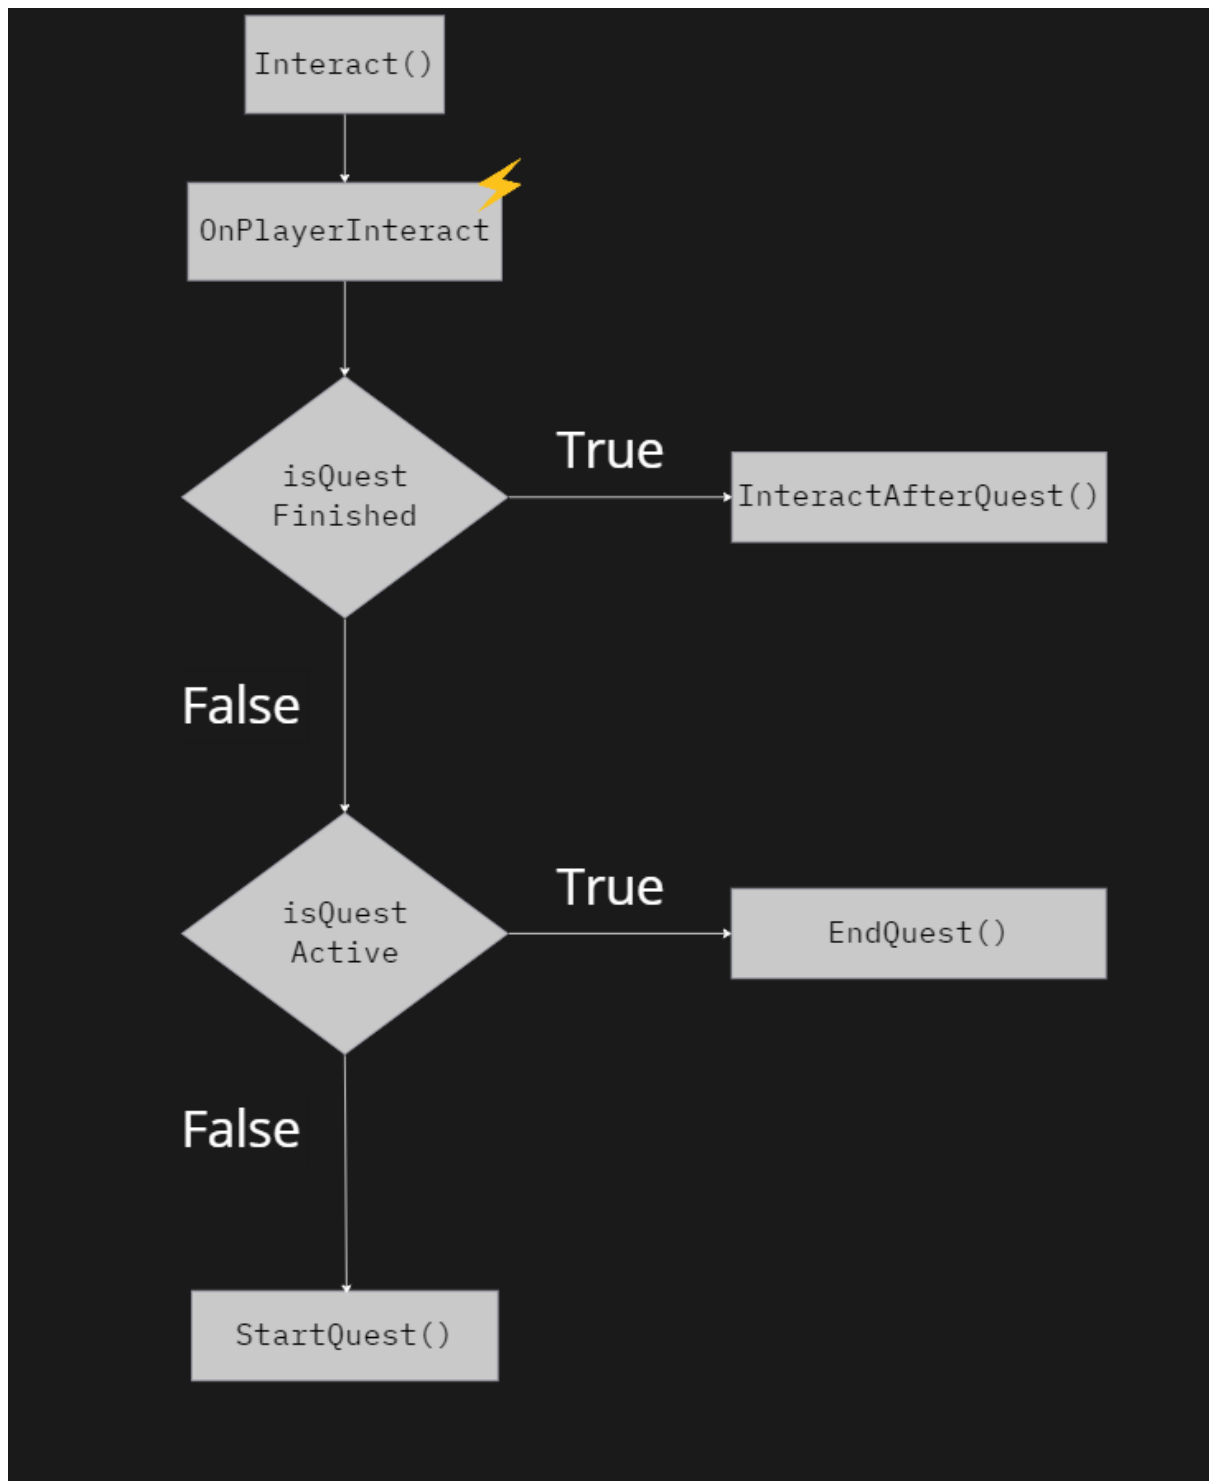 Interact()
OnPlayerInteract
isQuest
Finished
True
InteractAfterQuest()
False
isQuest
Active
True
EndQuest()
False
StartQuest()